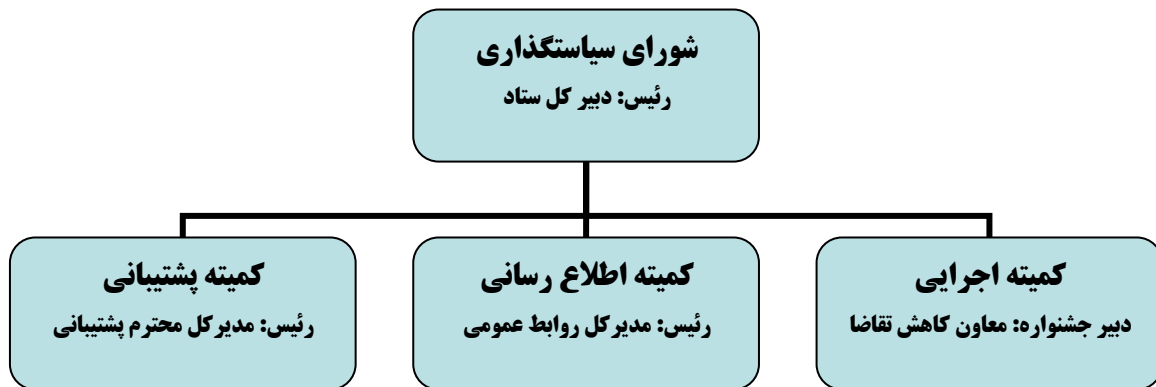 شورای سیاستگذاری
رئیس: دبیر کل ستاد
کمیته اجرایی
دبیر جشنواره: معاون کاهش تقاضا
کمیته اطلاع رسانی
رئیس: مدیرکل روابط عمومی
کمیته پشتیبانی
رئیس: مدیرکل محترم پشتیبانی